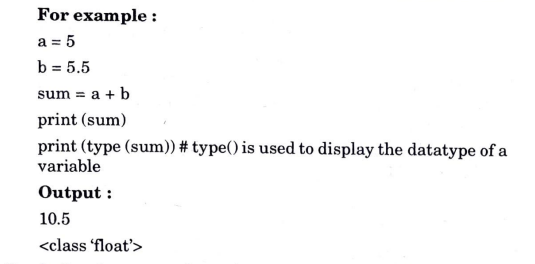 For example :
a = 5
b = 5.5
sum = a + b
print (sum)
print (type (sum)) # type() is used to display the datatype of a
variable
Output :
10.5
<class ‘float’>